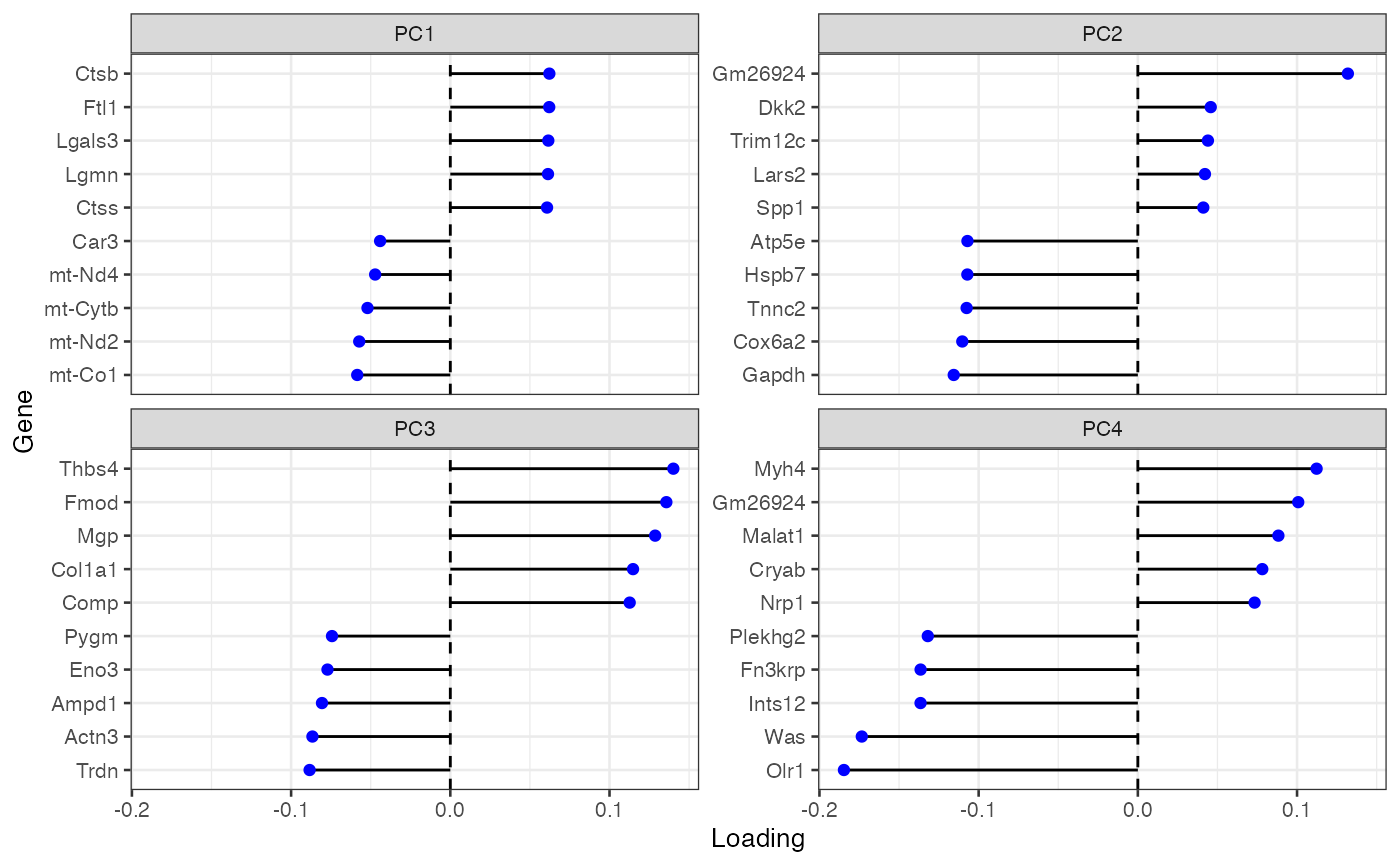 PC1
Ctsb
Ftl1
Lgals3
Lgmn
Ctss
Car3
mt-Nd4
mt-Cytb
mt-Nd2
mt-Co1
PC2
Gm26924
Dkk2
Trim12c
Lars2
Spp1
Atp5e
Hspb7
Tnnc2
Cox6a2
Gapdh
Gene
PC3
Thbs4
Fmod
Mgp
Col1a1
Comp
Pygm
Eno3
Ampd1
Actn3
Trdn
-0.2 -0.1 0.0 0.1
PC4
Myh4
Gm26924
Malat1
Cryab
Nrp1
Plekhg2
Fn3krp
Ints12
Was
Olr1
-0.2 -0.1 0.0 0.1
Loading